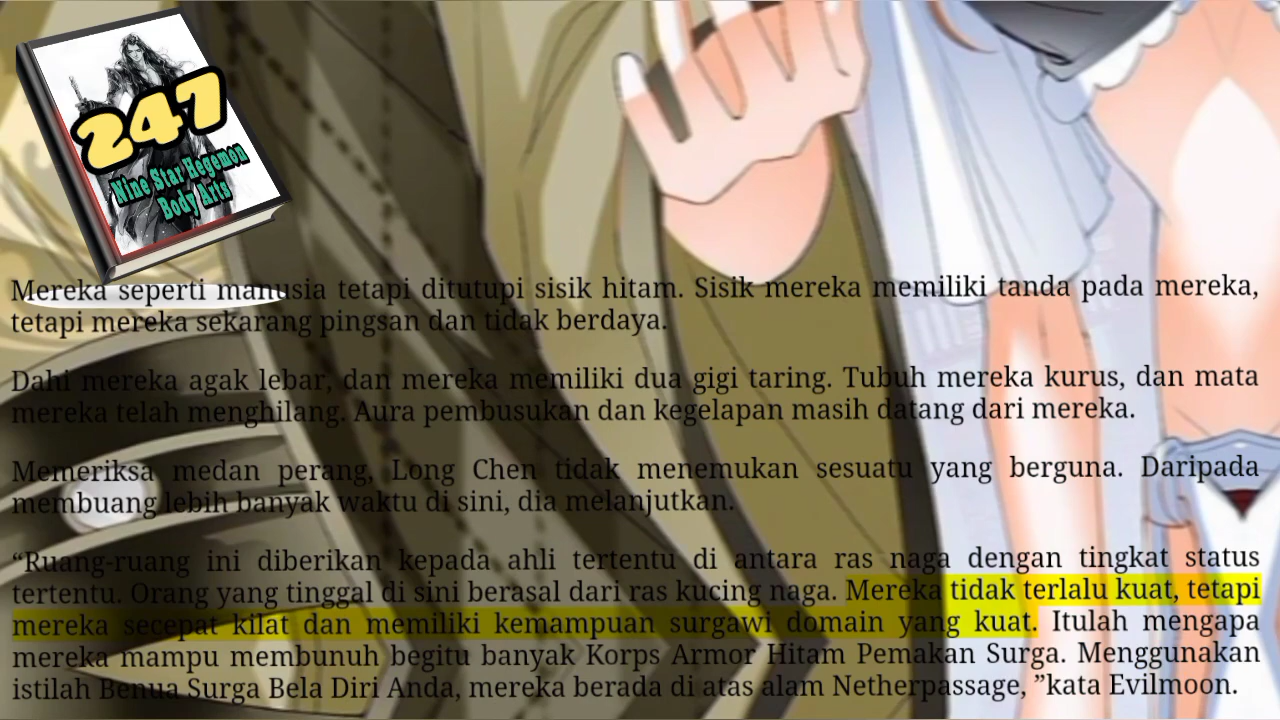 247
Nine Star Hegemon
Body Arts
Mereka seperti manusia tetapi ditutupi sisik hitam. Sisik mereka memiliki tanda pada mereka,
tetapi mereka sekarang pingsan dan tidak berdaya.
Dahi mereka agak lebar, dan mereka memiliki dua gigi taring. Tubuh mereka kurus, dan mata
mereka telah menghilang. Aura pembusukan dan kegelapan masih datang dari mereka.
Memeriksa medan perang, Long Chen tidak menemukan sesuatu yang berguna. Daripada
membuang lebih banyak waktu di sini, dia melanjutkan.
“Ruang-ruang ini diberikan kepada ahli tertentu di antara ras naga dengan tingkat status
tertentu. Orang yang tinggal di sini berasal dari ras kucing naga. Mereka tidak terlalu kuat, tetapi
mereka secepat kilat dan memiliki kemampuan surgawi domain yang kuat. Itulah mengapa
mereka mampu membunuh begitu banyak Korps Armor Hitam Pemakan Surga. Menggunakan
istilah Benua Surga Bela Diri Anda, mereka berada di atas alam Netherpassage, ”kata Evilmoon.